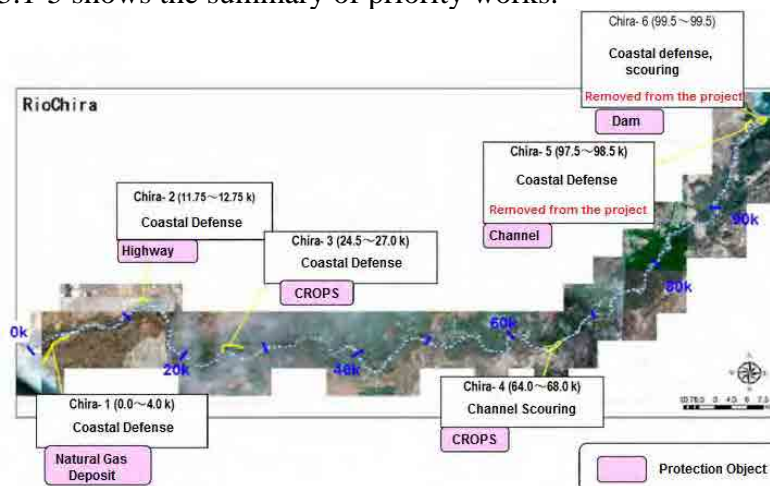 3.1-3 shows the summary of priority works.
RioChira
Chira- 6 (99.5～99.5)
Coastal defense,
scouring
Removed from the project
Dam
Chira- 5 (97.5～98.5 k)
Coastal Defense
Removed from the project
Channel
Chira- 2 (11.75～12.75 k)
Coastal Defense
Highway
Chira- 3 (24.5～27.0 k)
Coastal Defense
CROPS
90k
80k
60k
0k
20k
40k
Chira- 1 (0.0～4.0 k)
Coastal Defense
Natural Gas
Deposit
Chira- 4 (64.0～68.0 k)
Channel Scouring
CROPS
Protection Object